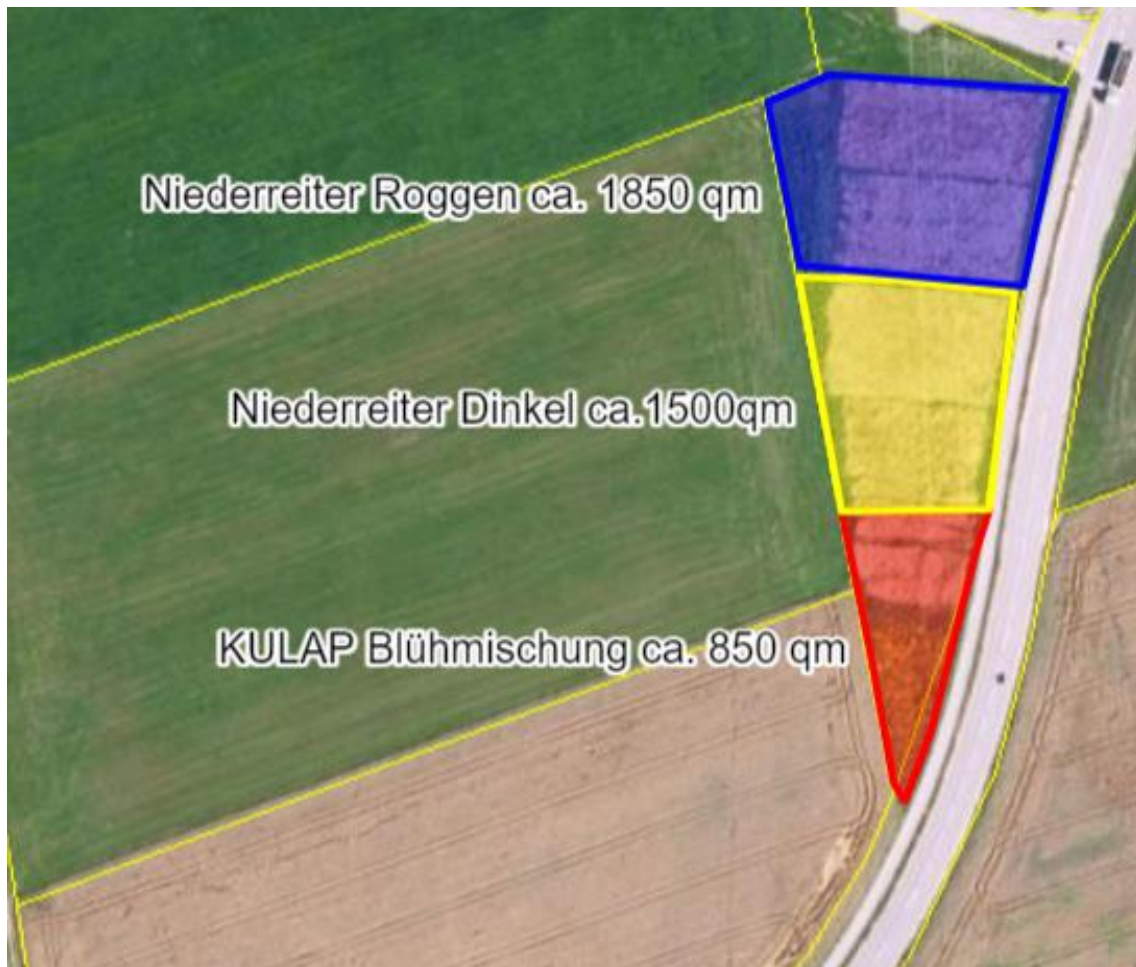 Niederreiter Roggen ca. 1850 qm
Niederreiter Dinkel ca.1500qm
KULAP Blühmischung ca. 850 qm